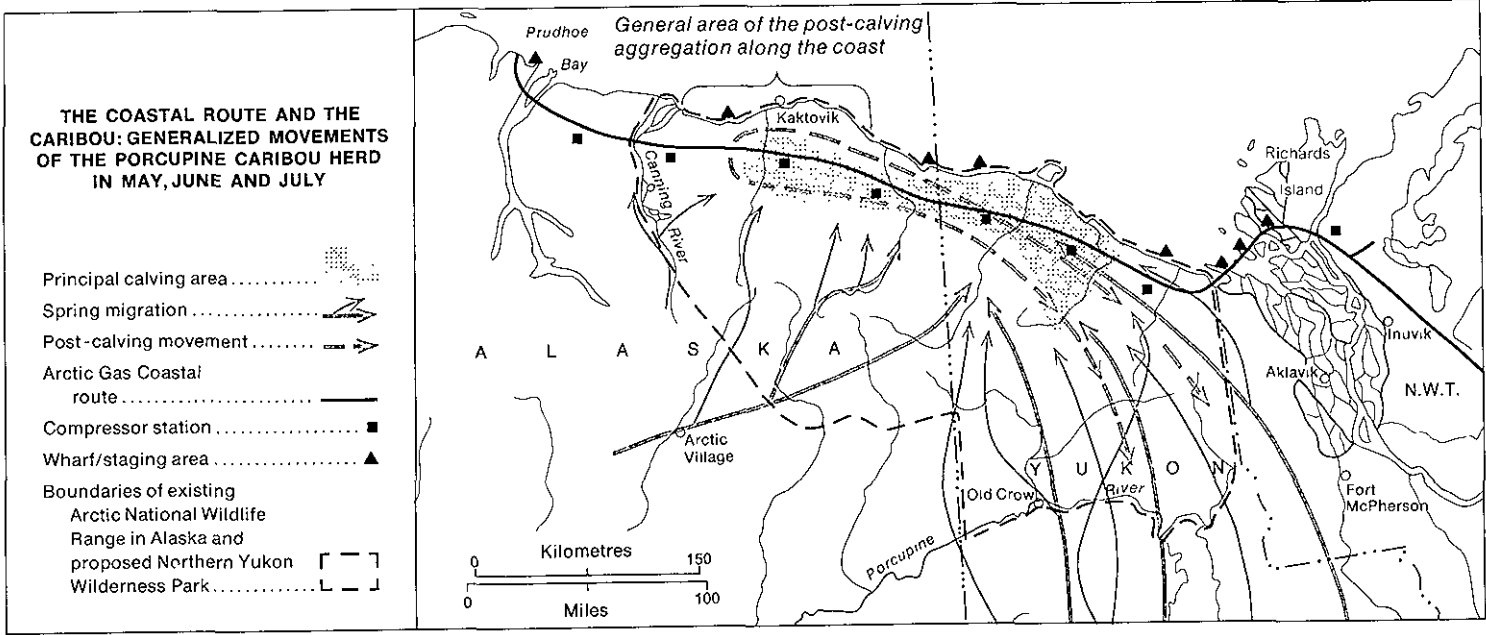 THE COASTAL ROUTE AND THE
CARIBOU: GENERALIZED MOVEMENTS
OF THE PORCUPINE CARIBOU HERD
IN MAY, JUNE AND JULY
Principal calving area............
Spring migration ..................
Post-calving movement........
Arctic Gas Coastal
route ...........................
Compressor station ...............
Wharf/staging area ...............
Boundaries of existing
Arctic National Wildlife
Range in Alaska and
proposed Northern Yukon
Wilderness Park.............
General area of the post-calving
aggregation along the coast
Prudhoe
Bay
Kaktovik
Canning
River
Richards
Island
ALASKA
Inuvik
Aklavik
N.W.T.
Arctic
Village
YUKON
Old Crow
River
Porcupine
Fort
McPherson
Kilometres
0 150
0 100
Miles